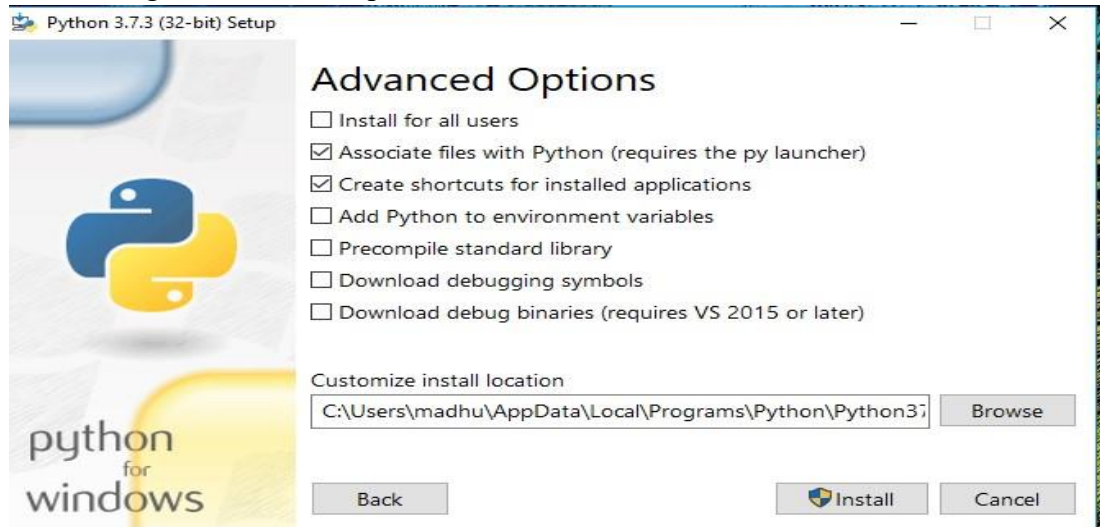 Python 3.7.3 (32-bit) Setup
Advanced Options
Install for all users
Associate files with Python (requires the py launcher)
Create shortcuts for installed applications
Add Python to environment variables
Precompile standard library
Download debugging symbols
Download debug binaries (requires VS 2015 or later)
Customize install location
C:\Users\madhu\AppData\Local\Programs\Python\Python37
Browse
python
for
windows
Back
Install
Cancel